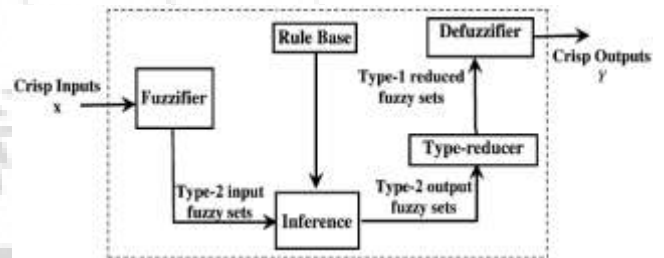 Rule Base
Defuzzifier
Crisp Outputs
Y
Crisp Inputs
x
Fuzzifier
Type-1 reduced
fuzzy sets
Type-reducer
Type-2 input
fuzzy sets
Inference
Type-2 output
fuzzy sets